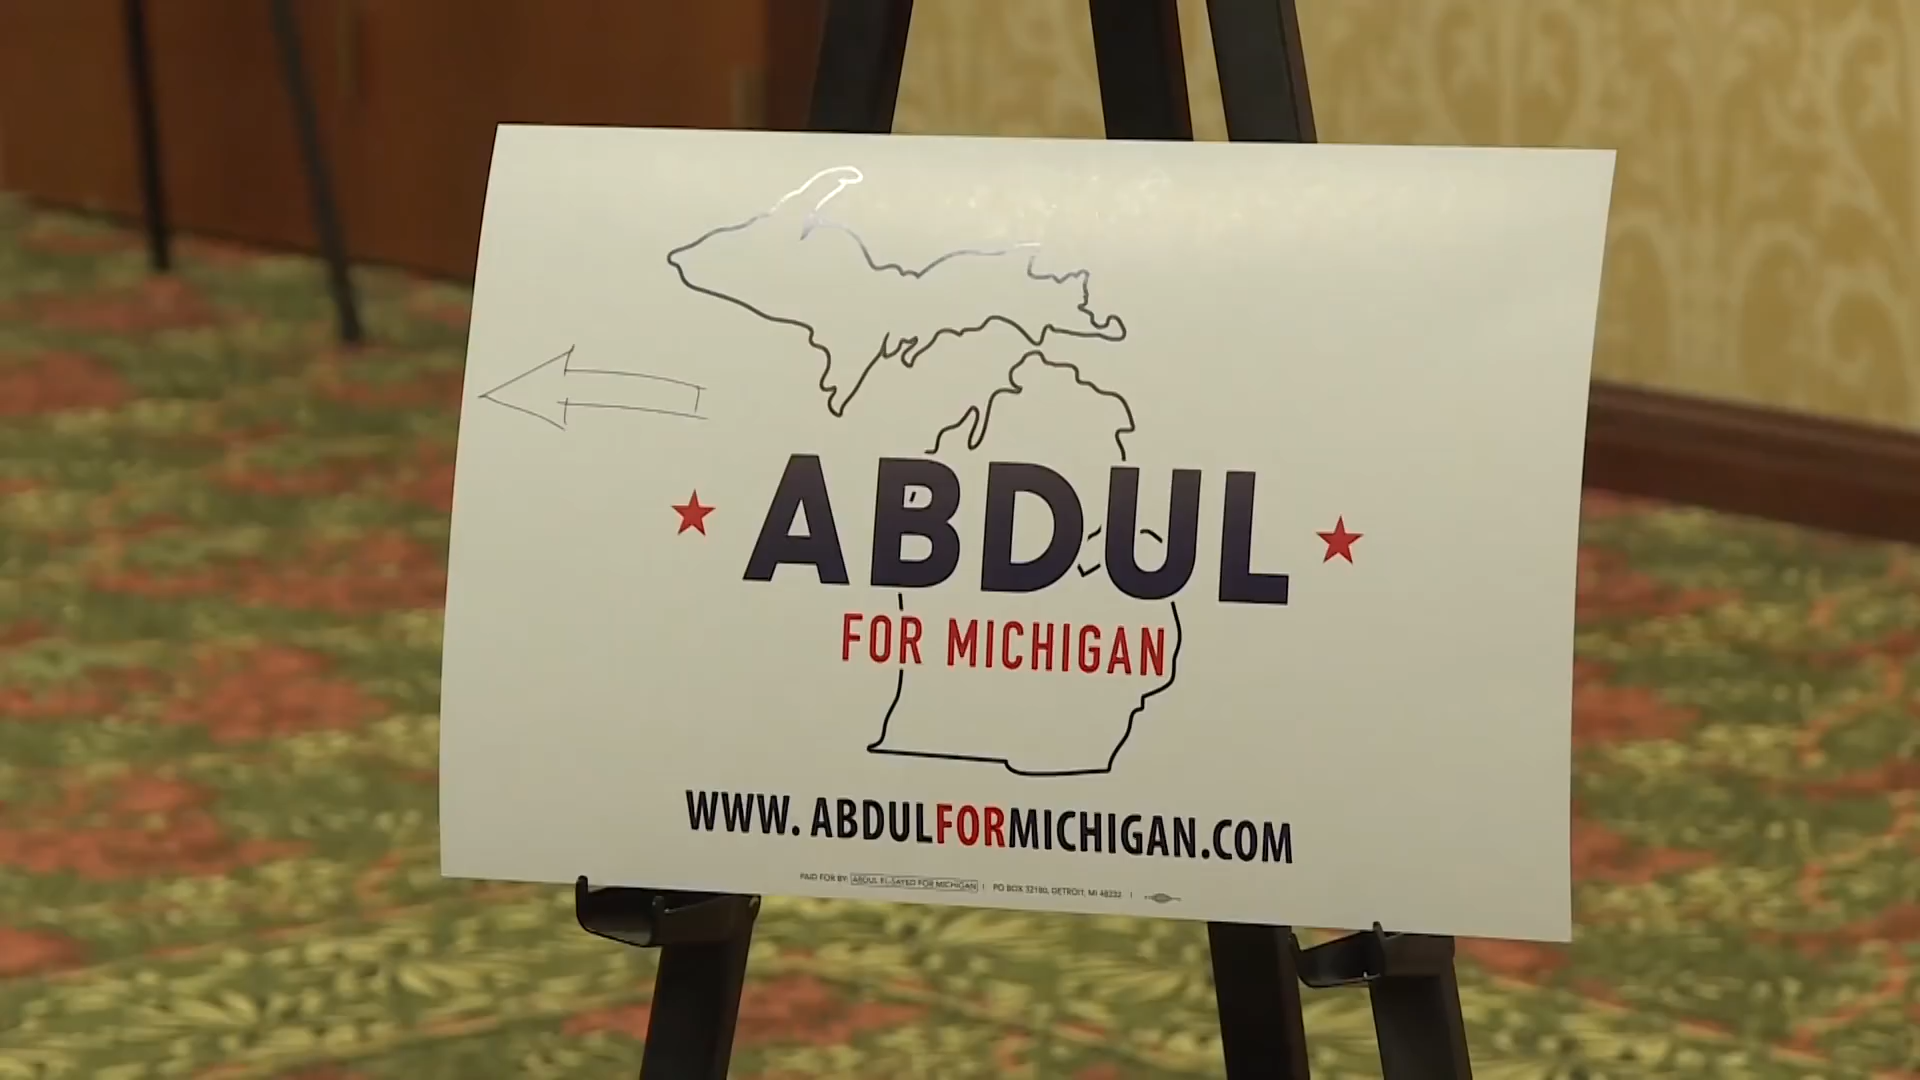 ABDUL
FOR MICHIGAN
WWW. ABDULFORMICHIGAN.COM
PAID FOR BY: ABDUL EL-SAYED FOR MICHIGAN | PO BOX 32180, DETROIT, MI 48232 |